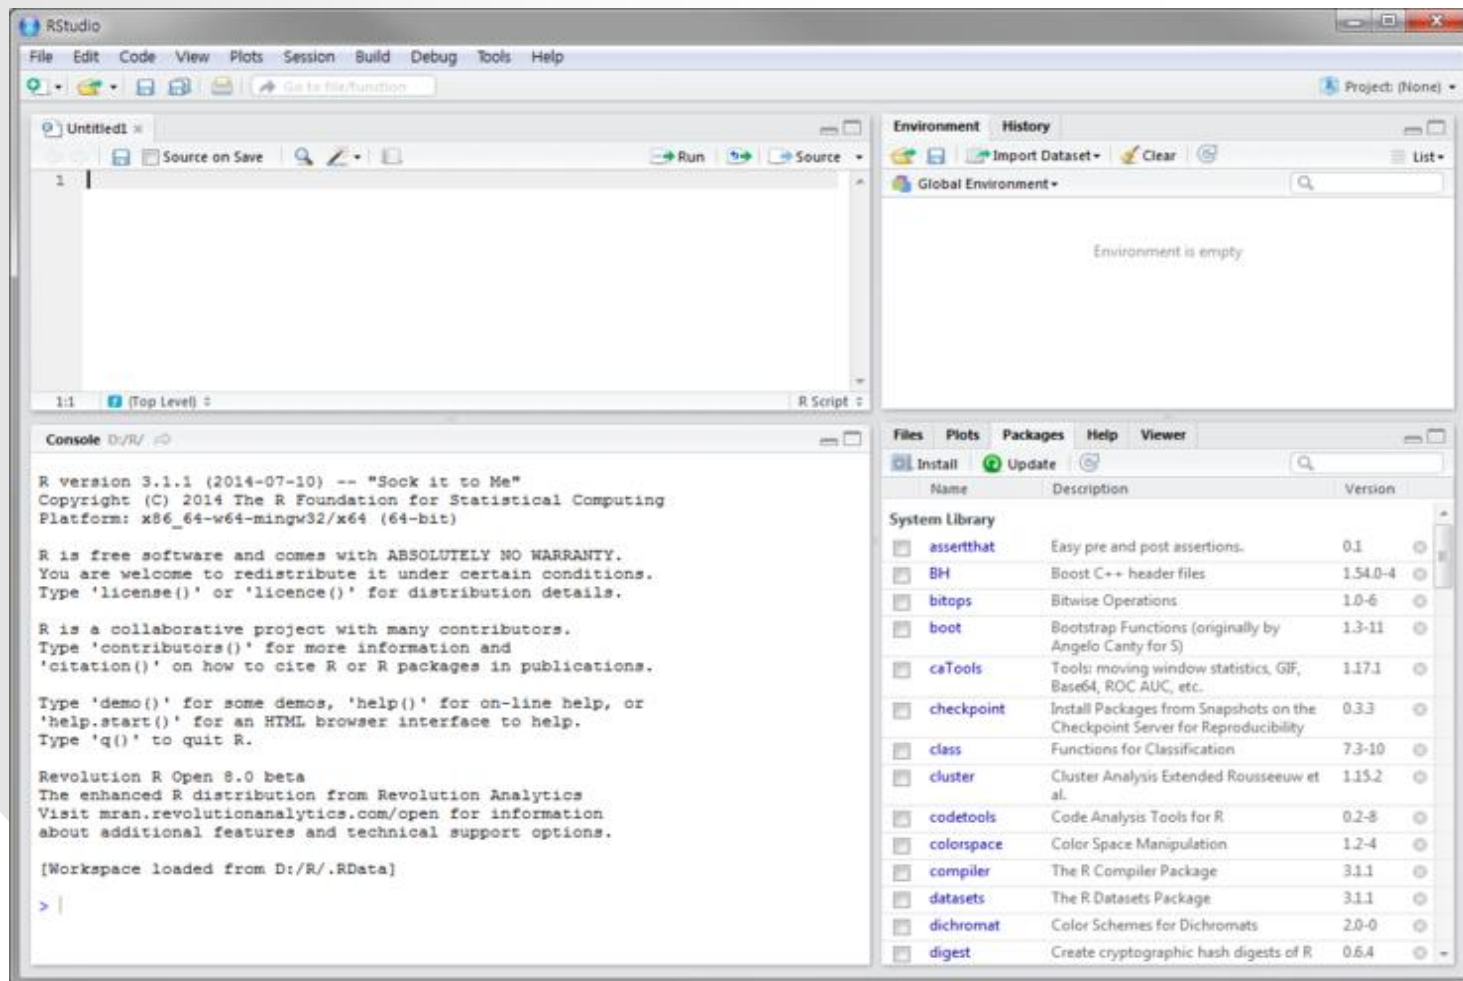 RStudio
File Edit Code View Plots Session Build Debug Tools Help
Go to file/function
Project: (None)
Untitled1
Source on Save
Run
Source
1
1:1
(Top Level)
R Script
Console D:/R/
R version 3.1.1 (2014-07-10) -- "Sock it to Me"
Copyright (C) 2014 The R Foundation for Statistical Computing
Platform: x86_64-w64-mingw32/x64 (64-bit)
R is free software and comes with ABSOLUTELY NO WARRANTY.
You are welcome to redistribute it under certain conditions.
Type 'license()' or 'licence()' for distribution details.
R is a collaborative project with many contributors.
Type 'contributors()' for more information and
'citation()' on how to cite R or R packages in publications.
Type 'demo()' for some demos, 'help()' for on-line help, or
'help.start()' for an HTML browser interface to help.
Type 'q()' to quit R.
Revolution R Open 8.0 beta
The enhanced R distribution from Revolution Analytics
Visit mran.revolutionanalytics.com/open for information
about additional features and technical support options.
[Workspace loaded from D:/R/.RData]
>
Environment History
Import Dataset Clear List
Global Environment
Environment is empty
Files Plots Packages Help Viewer
Install Update
Name Description Version
System Library
assertthat Easy pre and post assertions. 0.1
BH Boost C++ header files 1.54.0-4
bitops Bitwise Operations 1.0-6
boot Bootstrap Functions (originally by 1.3-11
Angelo Canty for S)
caTools Tools: moving window statistics, GIF, 1.17.1
Base64, ROC AUC, etc.
checkpoint Install Packages from Snapshots on the 0.3.3
Checkpoint Server for Reproducibility
class Functions for Classification 7.3-10
cluster Cluster Analysis Extended Rousseeuw et 1.15.2
al.
codetools Code Analysis Tools for R 0.2-8
colorspace Color Space Manipulation 1.2-4
compiler The R Compiler Package 3.1.1
datasets The R Datasets Package 3.1.1
dichromat Color Schemes for Dichromats 2.0-0
digest Create cryptographic hash digests of R 0.6.4